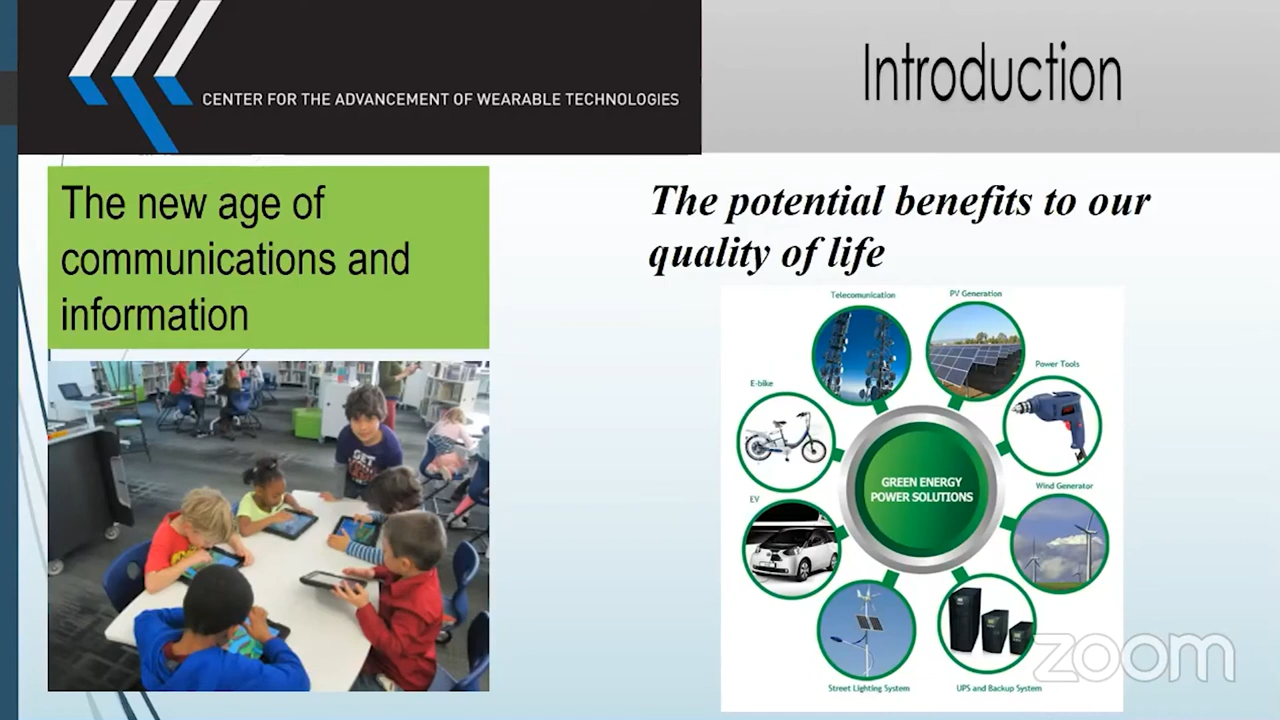 CENTER FOR THE ADVANCEMENT OF WEARABLE TECHNOLOGIES
Introduction
The new age of
communications and
information
The potential benefits to our
quality of life
Telecomunication
PV Generation
E-bike
Power Tools
GREEN ENERGY
POWER SOLUTIONS
EV
Wind Generator
Street Lighting System
UPS and Backup System
GET
zoom